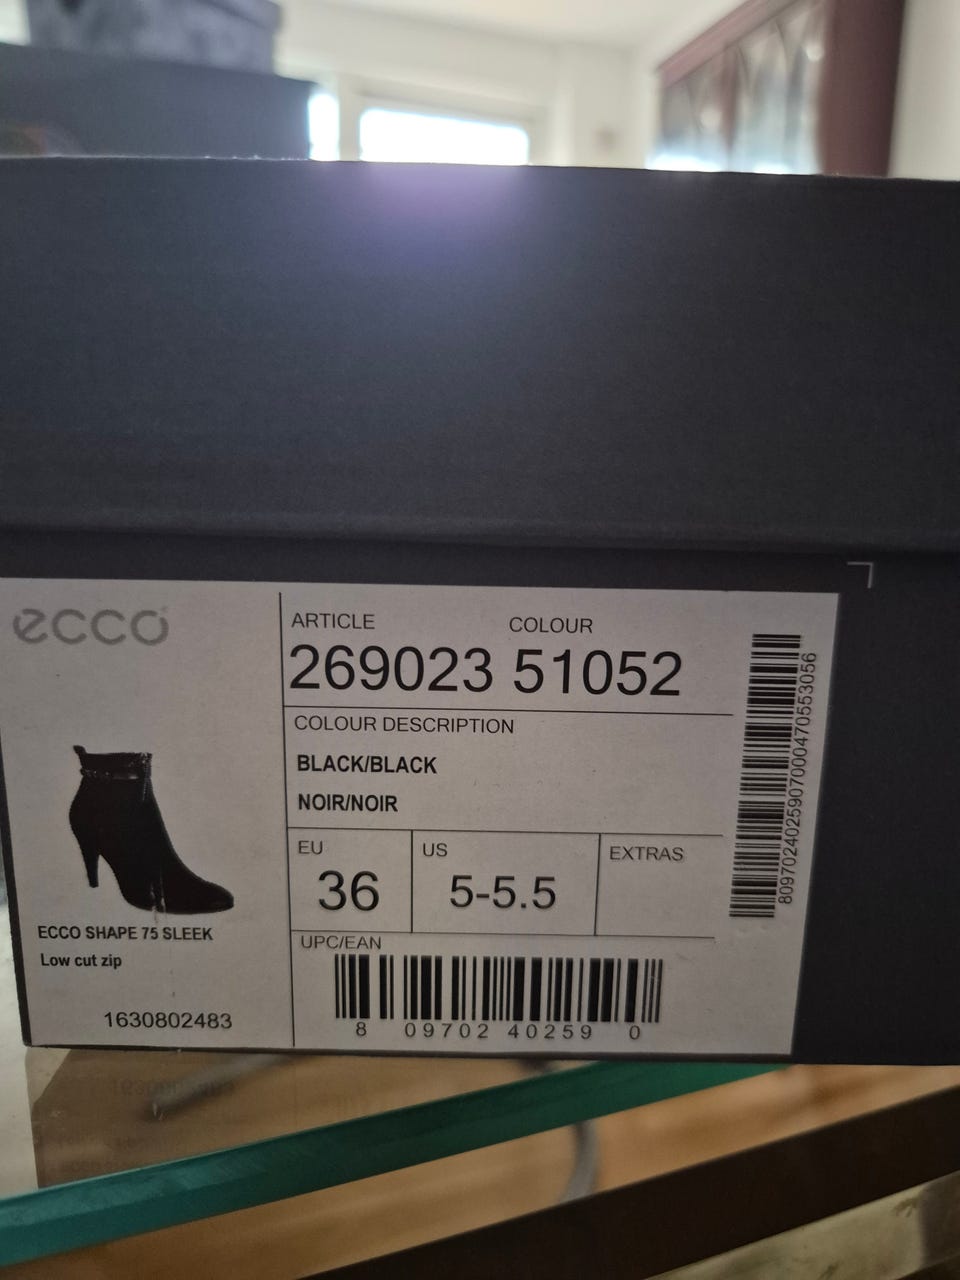 ecco
ECCO SHAPE 75 SLEEK
Low cut zip
1630802483
ARTICLE COLOUR
269023 51052
COLOUR DESCRIPTION
BLACK/BLACK
NOIR/NOIR
EU US EXTRAS
36 5-5.5
UPC/EAN
8 09702 40259 0
8097024025907000470553056